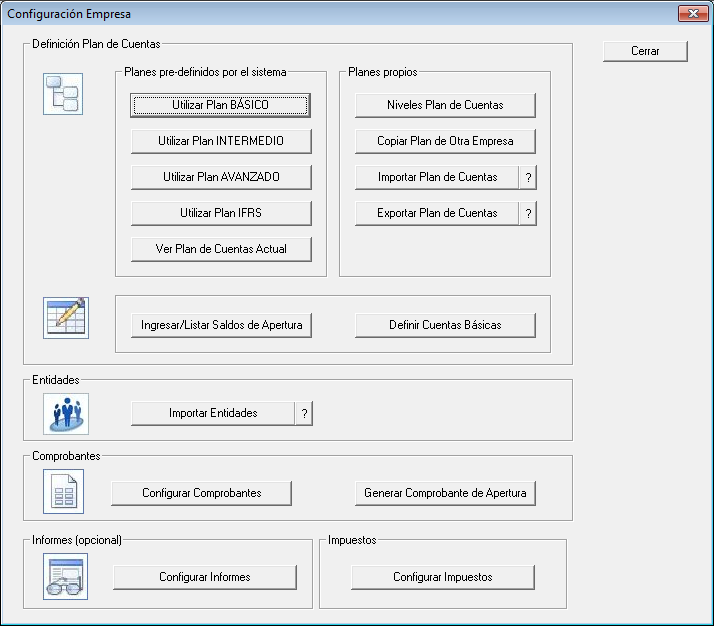 Configuración Empresa
Definición Plan de Cuentas
Cerrar
Planes pre-definidos por el sistema
Planes propios
Utilizar Plan BÁSICO
Niveles Plan de Cuentas
Utilizar Plan INTERMEDIO
Copiar Plan de Otra Empresa
Utilizar Plan AVANZADO
Importar Plan de Cuentas ?
Utilizar Plan IFRS
Exportar Plan de Cuentas ?
Ver Plan de Cuentas Actual
Ingresar/Listar Saldos de Apertura
Definir Cuentas Básicas
Entidades
Importar Entidades ?
Comprobantes
Configurar Comprobantes
Generar Comprobante de Apertura
Informes (opcional)
Impuestos
Configurar Informes
Configurar Impuestos